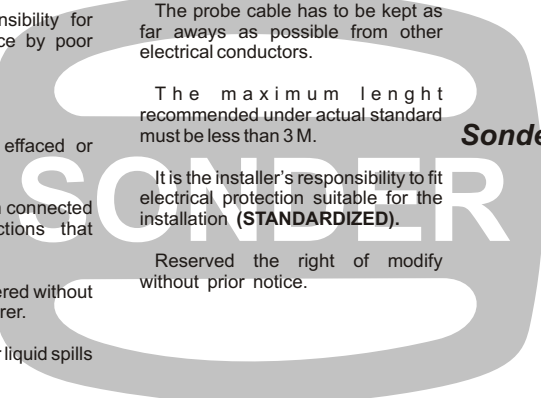 nsibility for
ce by poor
effaced or
connected
ctions that
ered without
rer.
liquid spills
The probe cable has to be kept as
far aways as possible from other
electrical conductors.
The maximum lenght
recommended under actual standard
must be less than 3 M.
It is the installer's responsibility to fit
electrical protection suitable for the
installation (STANDARDIZED).
Reserved the right of modify
without prior notice.
Sonde
SONDER